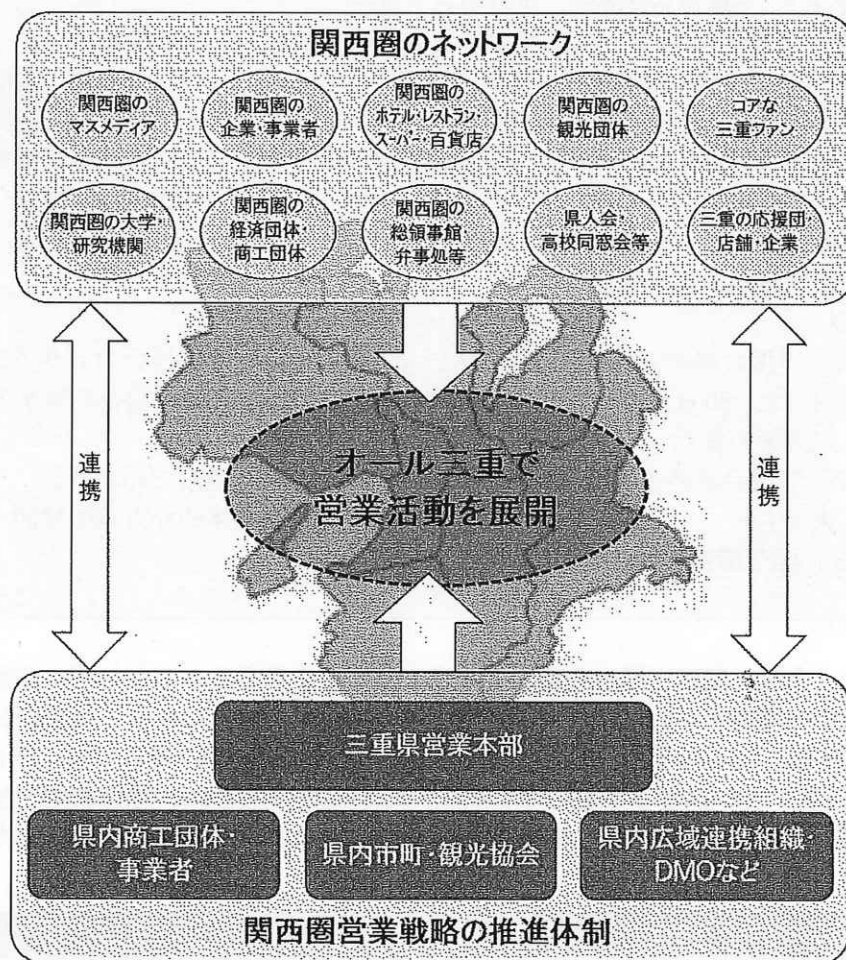 関西圏のネットワーク
関西圏の
マスメディア
関西圏の
企業・事業者
関西圏の
ホテル・レストラン・
スーパー・百貨店
関西圏の
観光団体
コアな
三重ファン
関西圏の大学・
研究機関
関西圏の
経済団体・
商工団体
関西圏の
総領事館・
弁事処等
県人会・
高校同窓会等
三重の応援団・
店舗・企業
連携
オール三重で
営業活動を展開
連携
三重県営業本部
県内商工団体・
事業者
県内市町・観光協会
県内広域連携組織・
DMOなど
関西圏営業戦略の推進体制